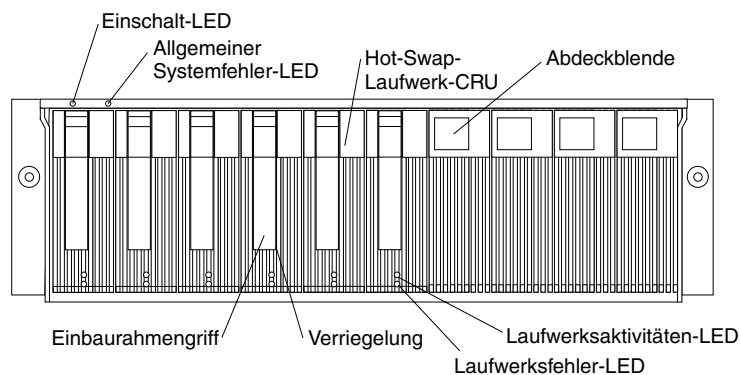 Einschalt-LED
Allgemeiner
Systemfehler-LED
Hot-Swap-
Laufwerk-CRU
Abdeckblende
Einbaurahmengriff
Verriegelung
Laufwerksaktivitäten-LED
Laufwerksfehler-LED